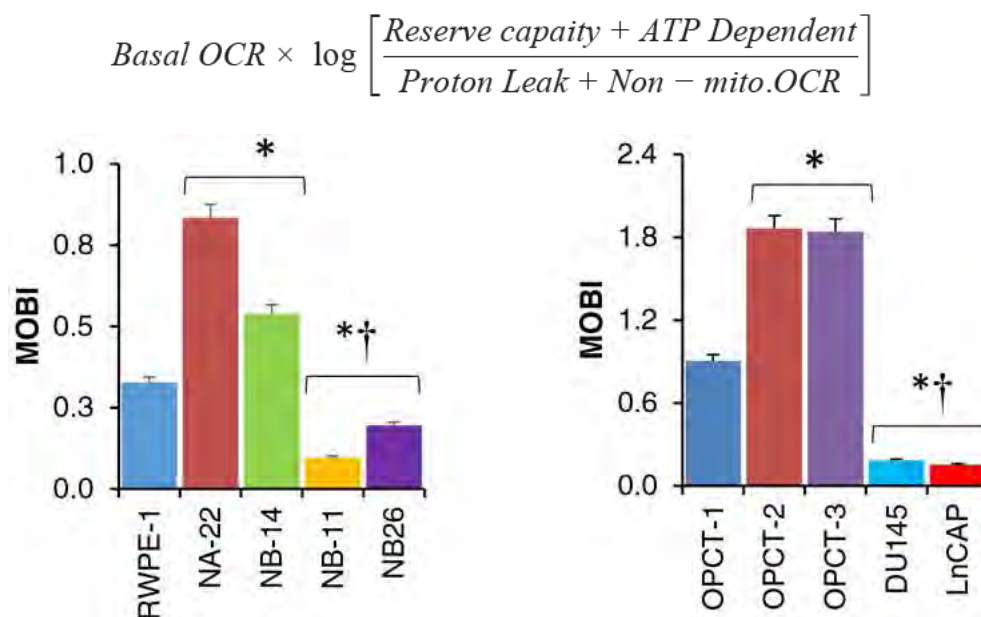 Basal OCR × log [Reserve capaity + ATP Dependent / Proton Leak + Non − mito.OCR]
1.0
0.8
0.5
0.3
0.0
MOBI
*
*†
RWPE-1
NA-22
NB-14
NB-11
NB26
2.4
1.8
1.2
0.6
0.0
MOBI
*
*†
OPCT-1
OPCT-2
OPCT-3
DU145
LnCAP